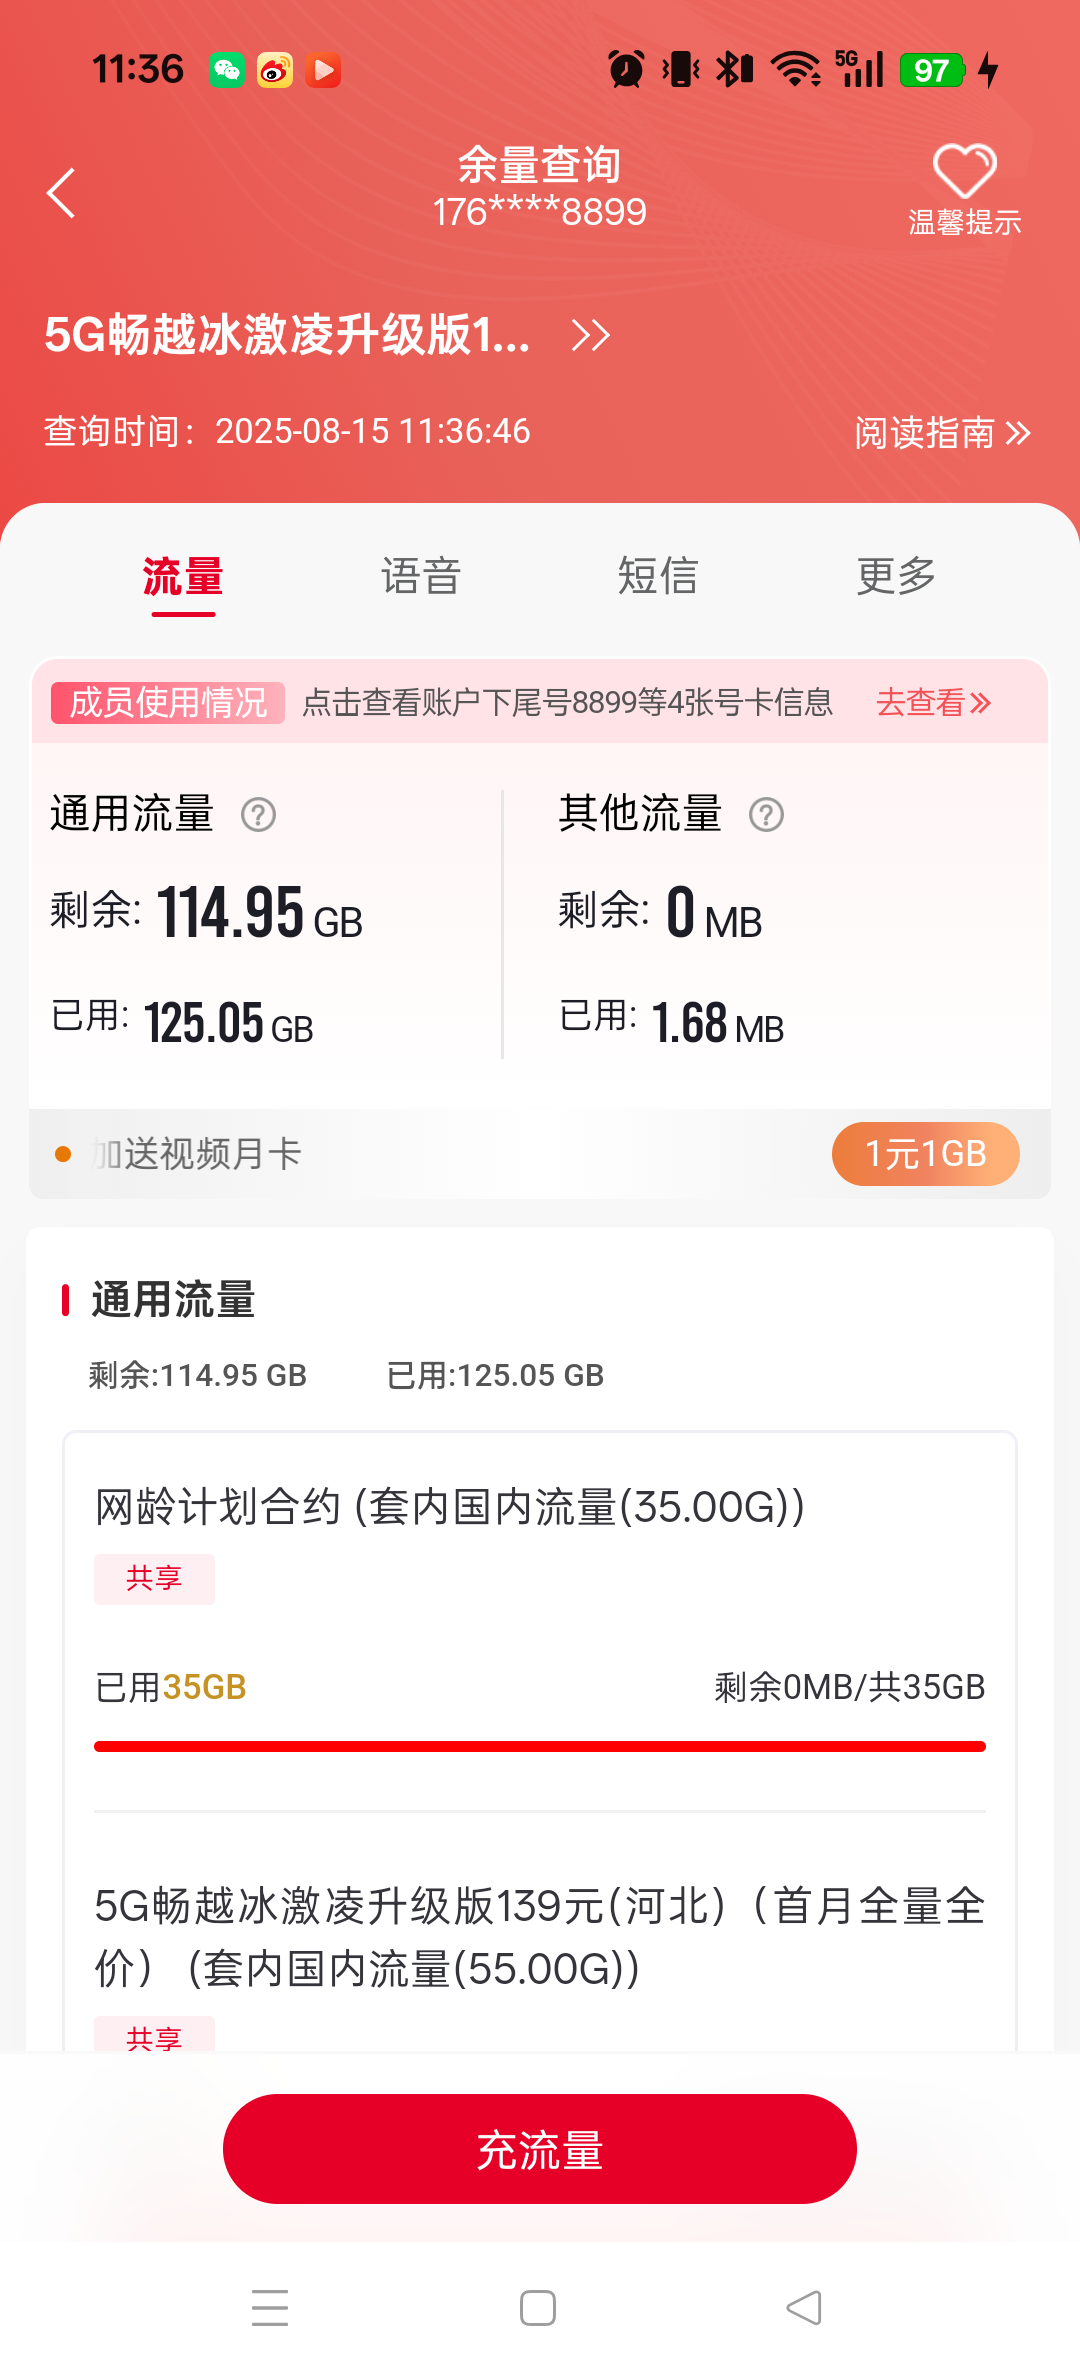 11:36
5G
97
余量查询
176****8899
温馨提示
5G畅越冰激凌升级版1...
查询时间：2025-08-15 11:36:46
阅读指南
流量 语音 短信 更多
成员使用情况 点击查看账户下尾号8899等4张号卡信息 去查看
通用流量 ? 其他流量 ?
剩余: 114.95 GB 剩余: 0 MB
已用: 125.05 GB 已用: 1.68 MB
加送视频月卡 1元1GB
通用流量
剩余:114.95 GB 已用:125.05 GB
网龄计划合约 (套内国内流量(35.00G))
共享
已用35GB 剩余0MB/共35GB
5G畅越冰激凌升级版139元(河北)（首月全量全
价） (套内国内流量(55.00G))
共享
充流量